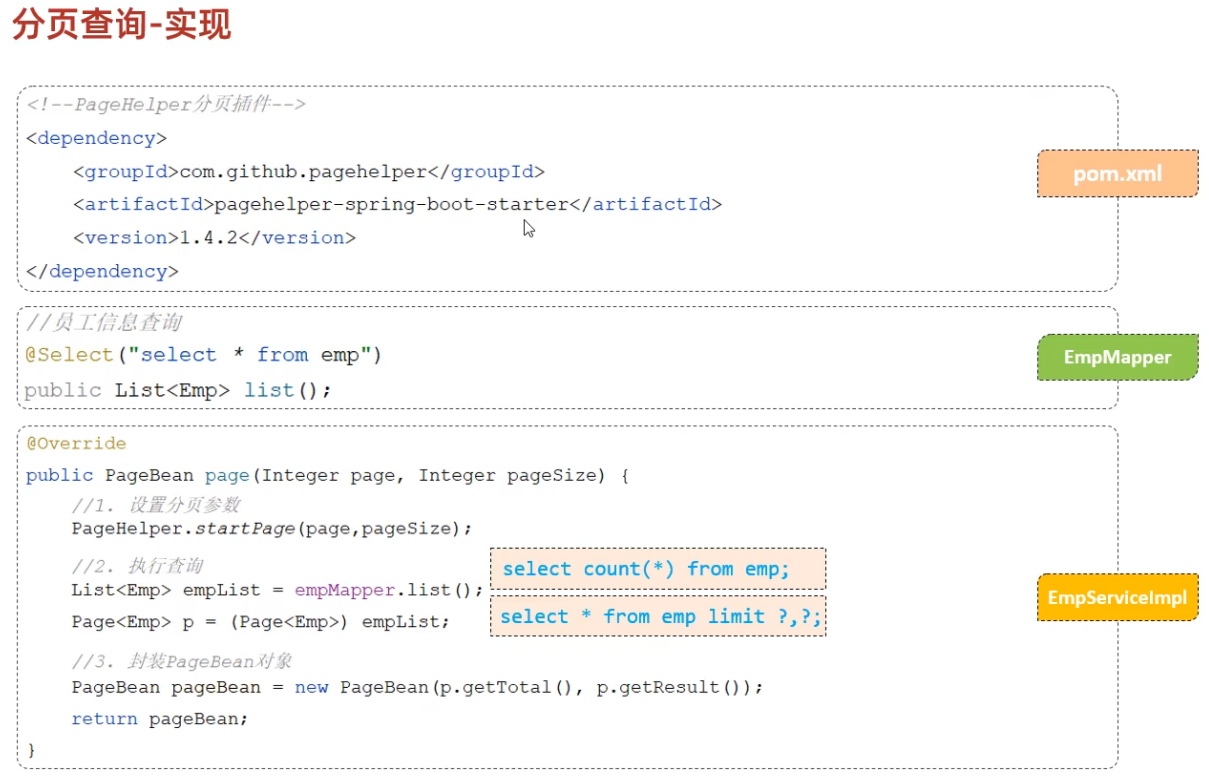 分页查询-实现
<!--PageHelper分页插件-->
<dependency>
    <groupId>com.github.pagehelper</groupId>
    <artifactId>pagehelper-spring-boot-starter</artifactId>
    <version>1.4.2</version>
</dependency>
pom.xml
//员工信息查询
@Select("select * from emp")
public List<Emp> list();
EmpMapper
@Override
public PageBean page(Integer page, Integer pageSize) {
    //1. 设置分页参数
    PageHelper.startPage(page,pageSize);
    //2. 执行查询
    List<Emp> empList = empMapper.list();
    Page<Emp> p = (Page<Emp>) empList;
select count(*) from emp;
select * from emp limit ?,?;
    //3. 封装PageBean对象
    PageBean pageBean = new PageBean(p.getTotal(), p.getResult());
    return pageBean;
}
EmpServiceImpl